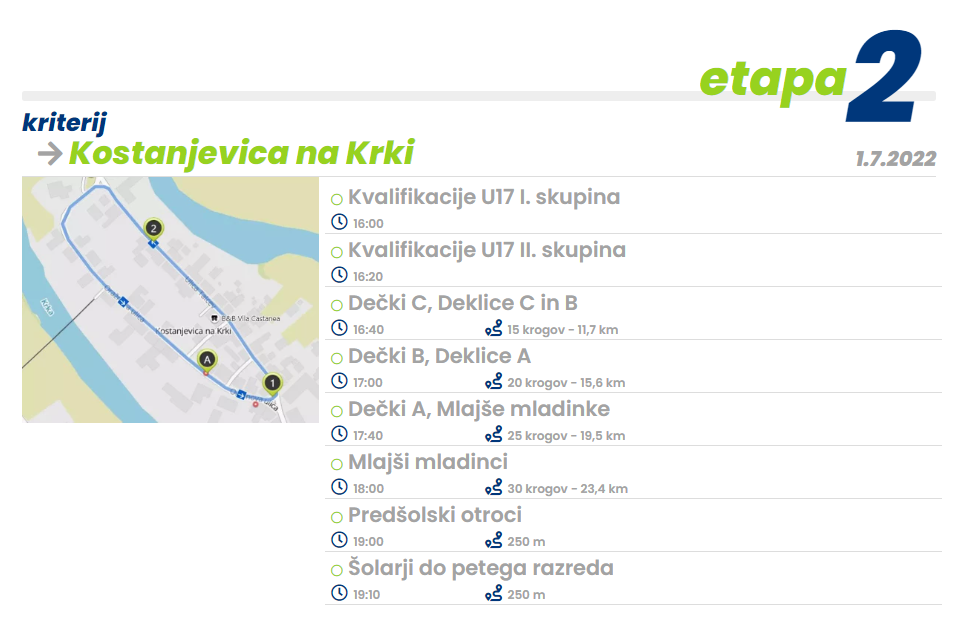 etapa 2
kriterij
Kostanjevica na Krki
1.7.2022
2
Krka
B&B Vila Castanea
Kostanjevica na Krki
A
1
Kvalifikacije U17 I. skupina
16:00
Kvalifikacije U17 II. skupina
16:20
Dečki C, Deklice C in B
16:40 15 krogov - 11,7 km
Dečki B, Deklice A
17:00 20 krogov - 15,6 km
Dečki A, Mlajše mladinke
17:40 25 krogov - 19,5 km
Mlajši mladinci
18:00 30 krogov - 23,4 km
Predšolski otroci
19:00 250 m
Šolarji do petega razreda
19:10 250 m